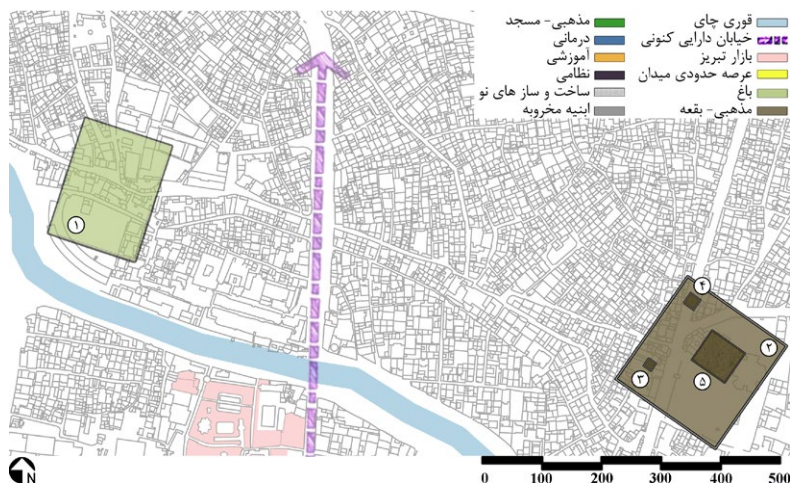 قوری چای
خیابان دارایی کنونی
بازار تبریز
عرصه حدودی میدان
باغ
مذهبی- بقعه
مذهبی- مسجد
درمانی
آموزشی
نظامی
ساخت و ساز های نو
ابنیه مخروبه
۱
۴
۲
۳
۵
N
0 100 200 300 400 500